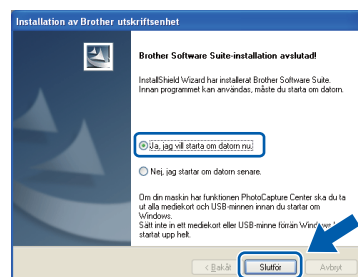 Installation av Brother utskriftsenhet
Brother Software Suite-installation avslutad!
InstallShield Wizard har installerat Brother Software Suite.
Innan programmet kan användas, måste du starta om datorn.
Ja, jag vill starta om datorn nu.
Nej, jag startar om datorn senare.
Om din maskin har funktionen PhotoCapture Center ska du ta
ut alla mediekort och USB-minnen innan du startar om
Windows.
Sätt inte in ett mediekort eller USB-minne förrän Windows
startat upp helt.
< Bakåt Slutför Avbryt